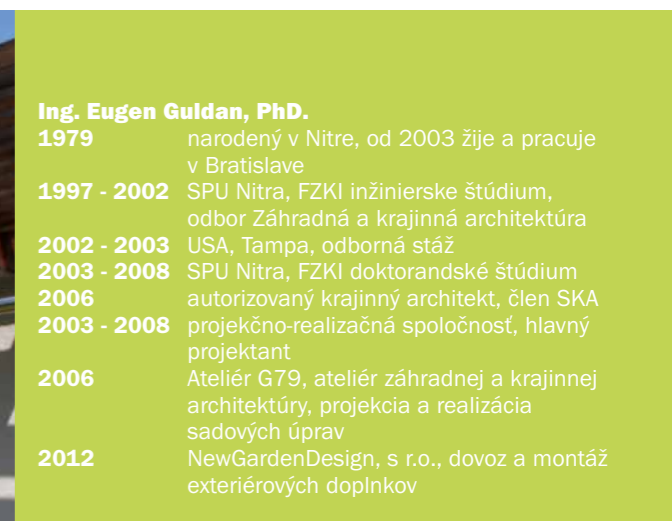 Ing. Eugen Guldan, PhD.
1979 narodený v Nitre, od 2003 žije a pracuje
v Bratislave
1997 - 2002 SPU Nitra, FZKI inžinierske štúdium,
odbor Záhradná a krajinná architektúra
2002 - 2003 USA, Tampa, odborná stáž
2003 - 2008 SPU Nitra, FZKI doktorandské štúdium
2006 autorizovaný krajinný architekt, člen SKA
2003 - 2008 projekčno-realizačná spoločnosť, hlavný
projektant
2006 Ateliér G79, ateliér záhradnej a krajinnej
architektúry, projekcia a realizácia
sadových úprav
2012 NewGardenDesign, s r.o., dovoz a montáž
exteriérových doplnkov